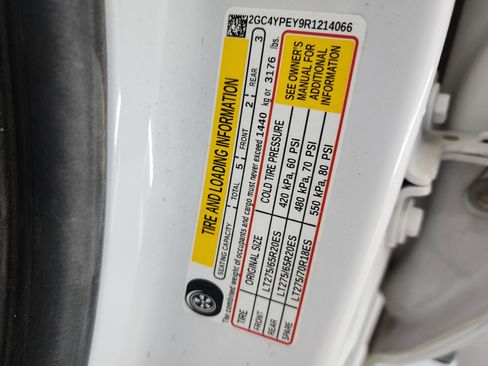 2GC4YPEY9R1214066
TIRE AND LOADING INFORMATION
SEATING CAPACITY TOTAL 5 FRONT 2 REAR 3
The combined weight of occupants and cargo must never exceed 1440 kg or 3176 lbs.
TIRE ORIGINAL SIZE COLD TIRE PRESSURE
FRONT LT275/65R20ES 420 kPa, 60 PSI
REAR LT275/65R20ES 480 kPa, 70 PSI
SPARE LT275/70R18ES 550 kPa, 80 PSI
SEE OWNER'S
MANUAL FOR
ADDITIONAL
INFORMATION